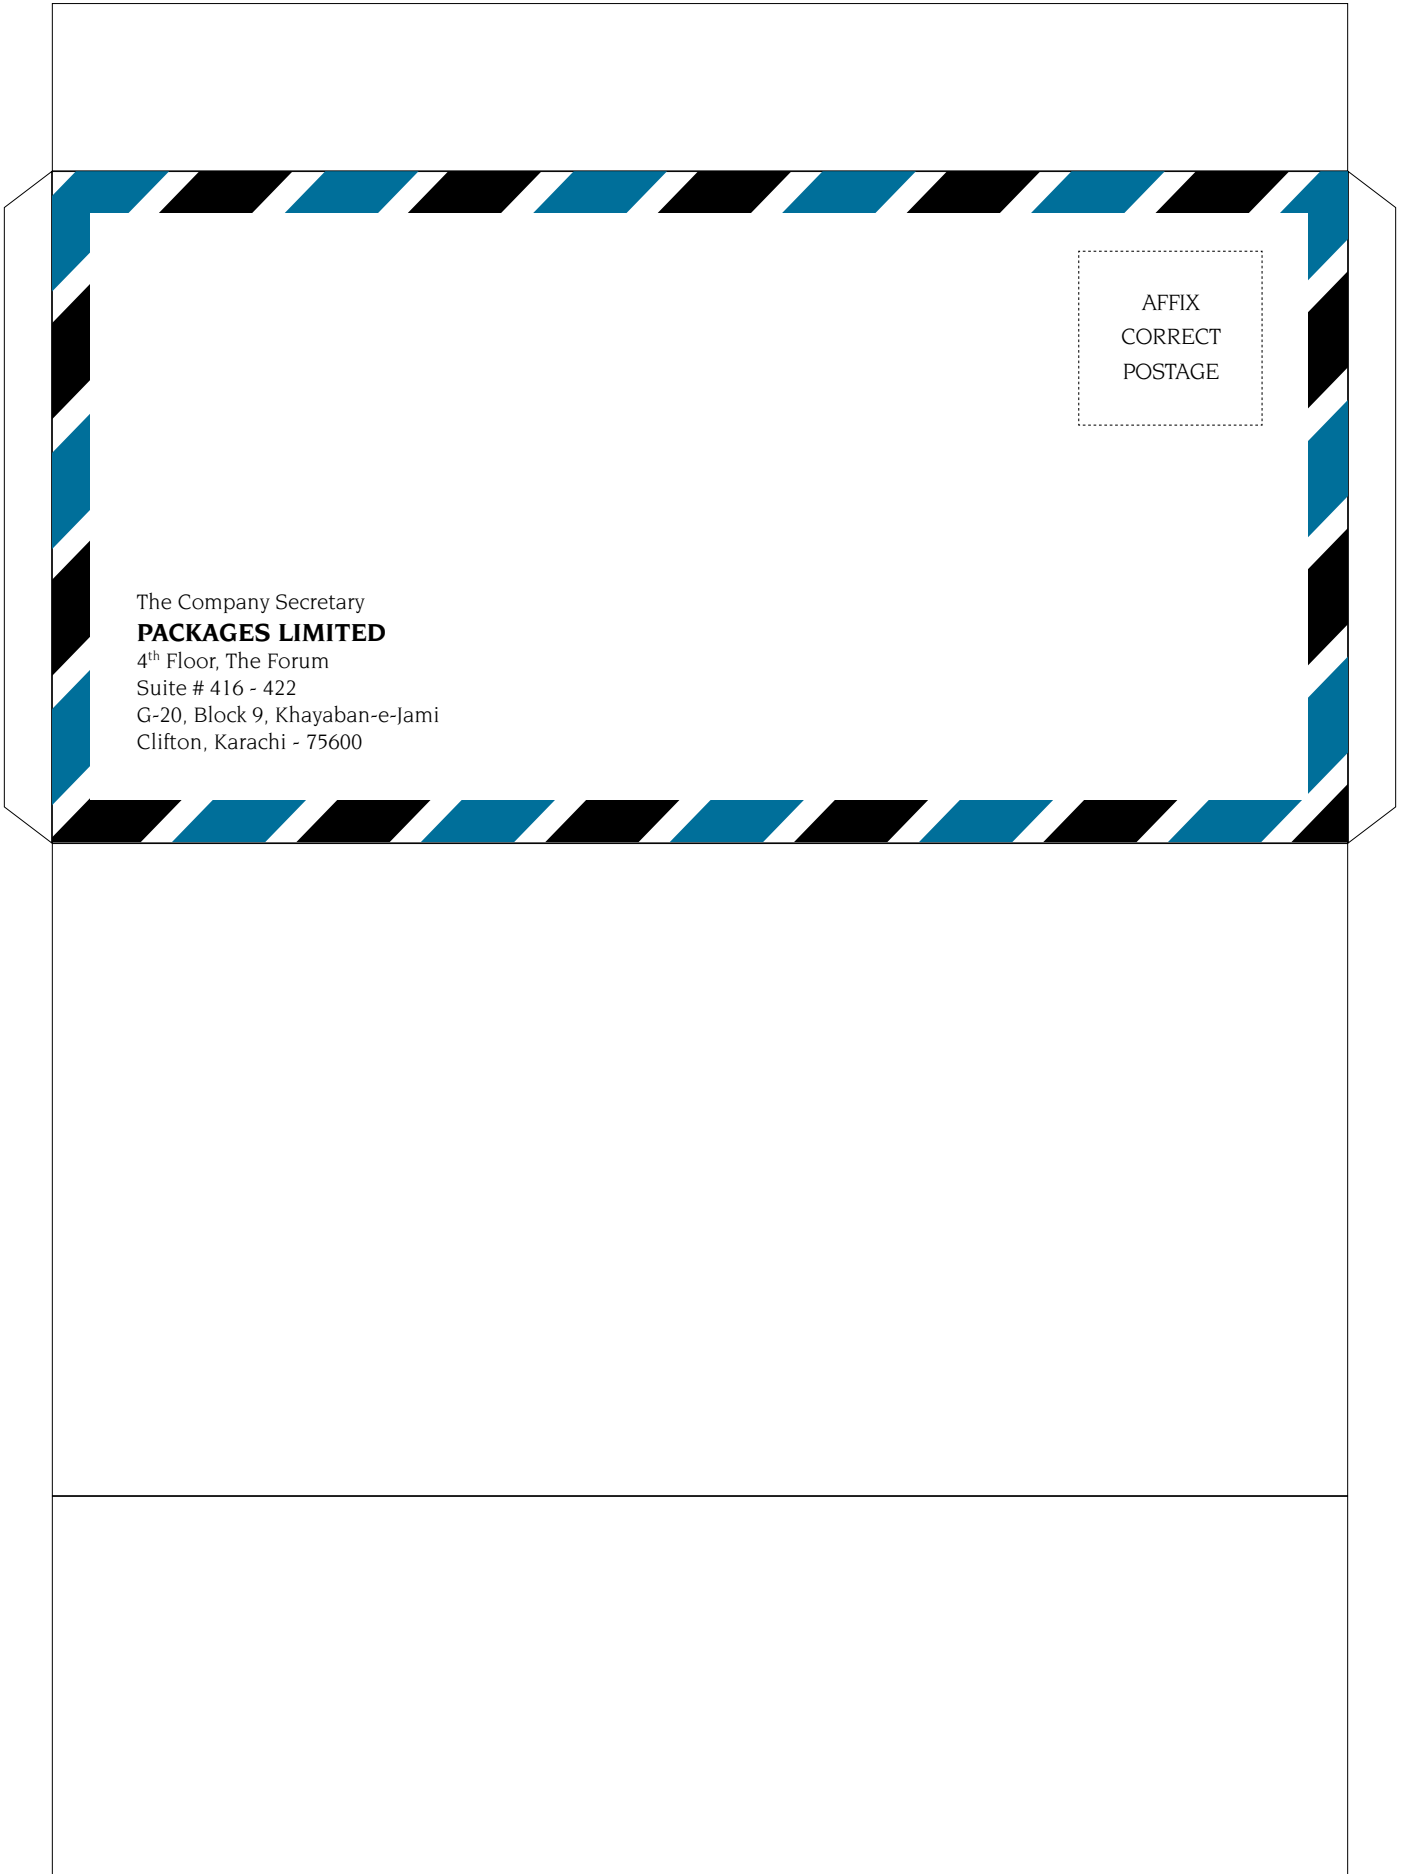 AFFIX
CORRECT
POSTAGE
The Company Secretary
PACKAGES LIMITED
4th Floor, The Forum
Suite # 416 - 422
G-20, Block 9, Khayaban-e-Jami
Clifton, Karachi - 75600